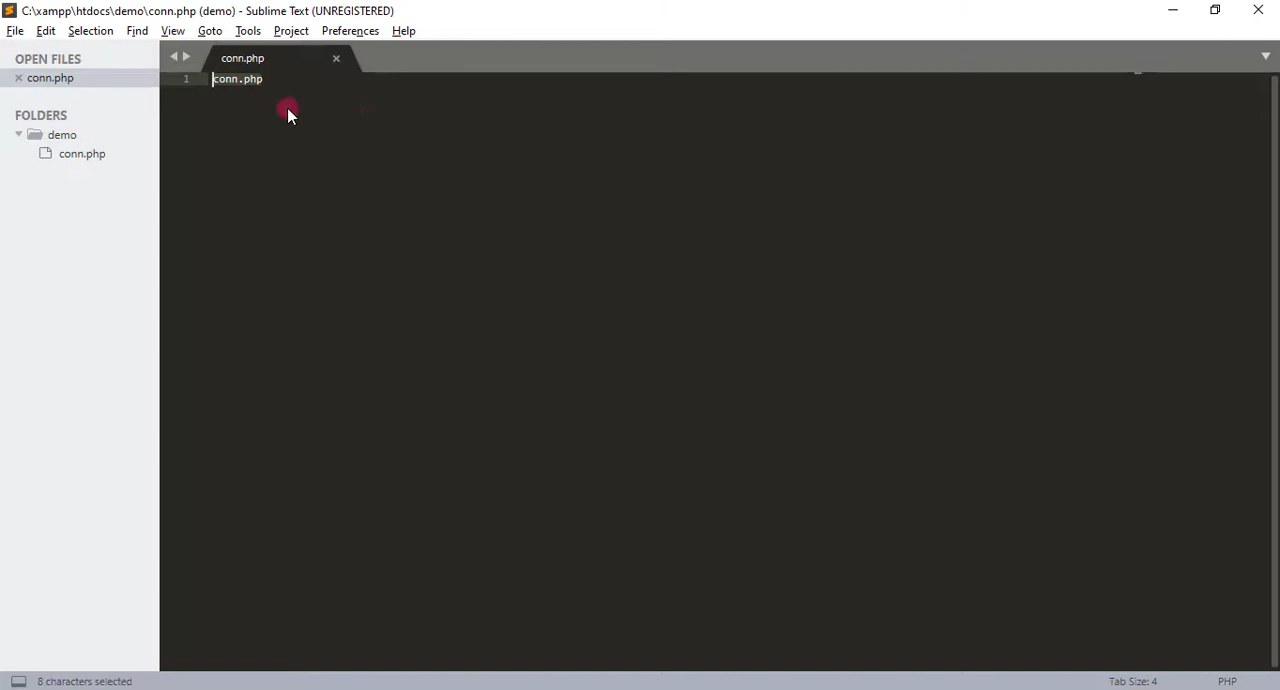 C:\xampp\htdocs\demo\conn.php (demo) - Sublime Text (UNREGISTERED)
File Edit Selection Find View Goto Tools Project Preferences Help
OPEN FILES
conn.php
FOLDERS
demo
conn.php
conn.php
1 conn.php
8 characters selected
Tab Size: 4
PHP